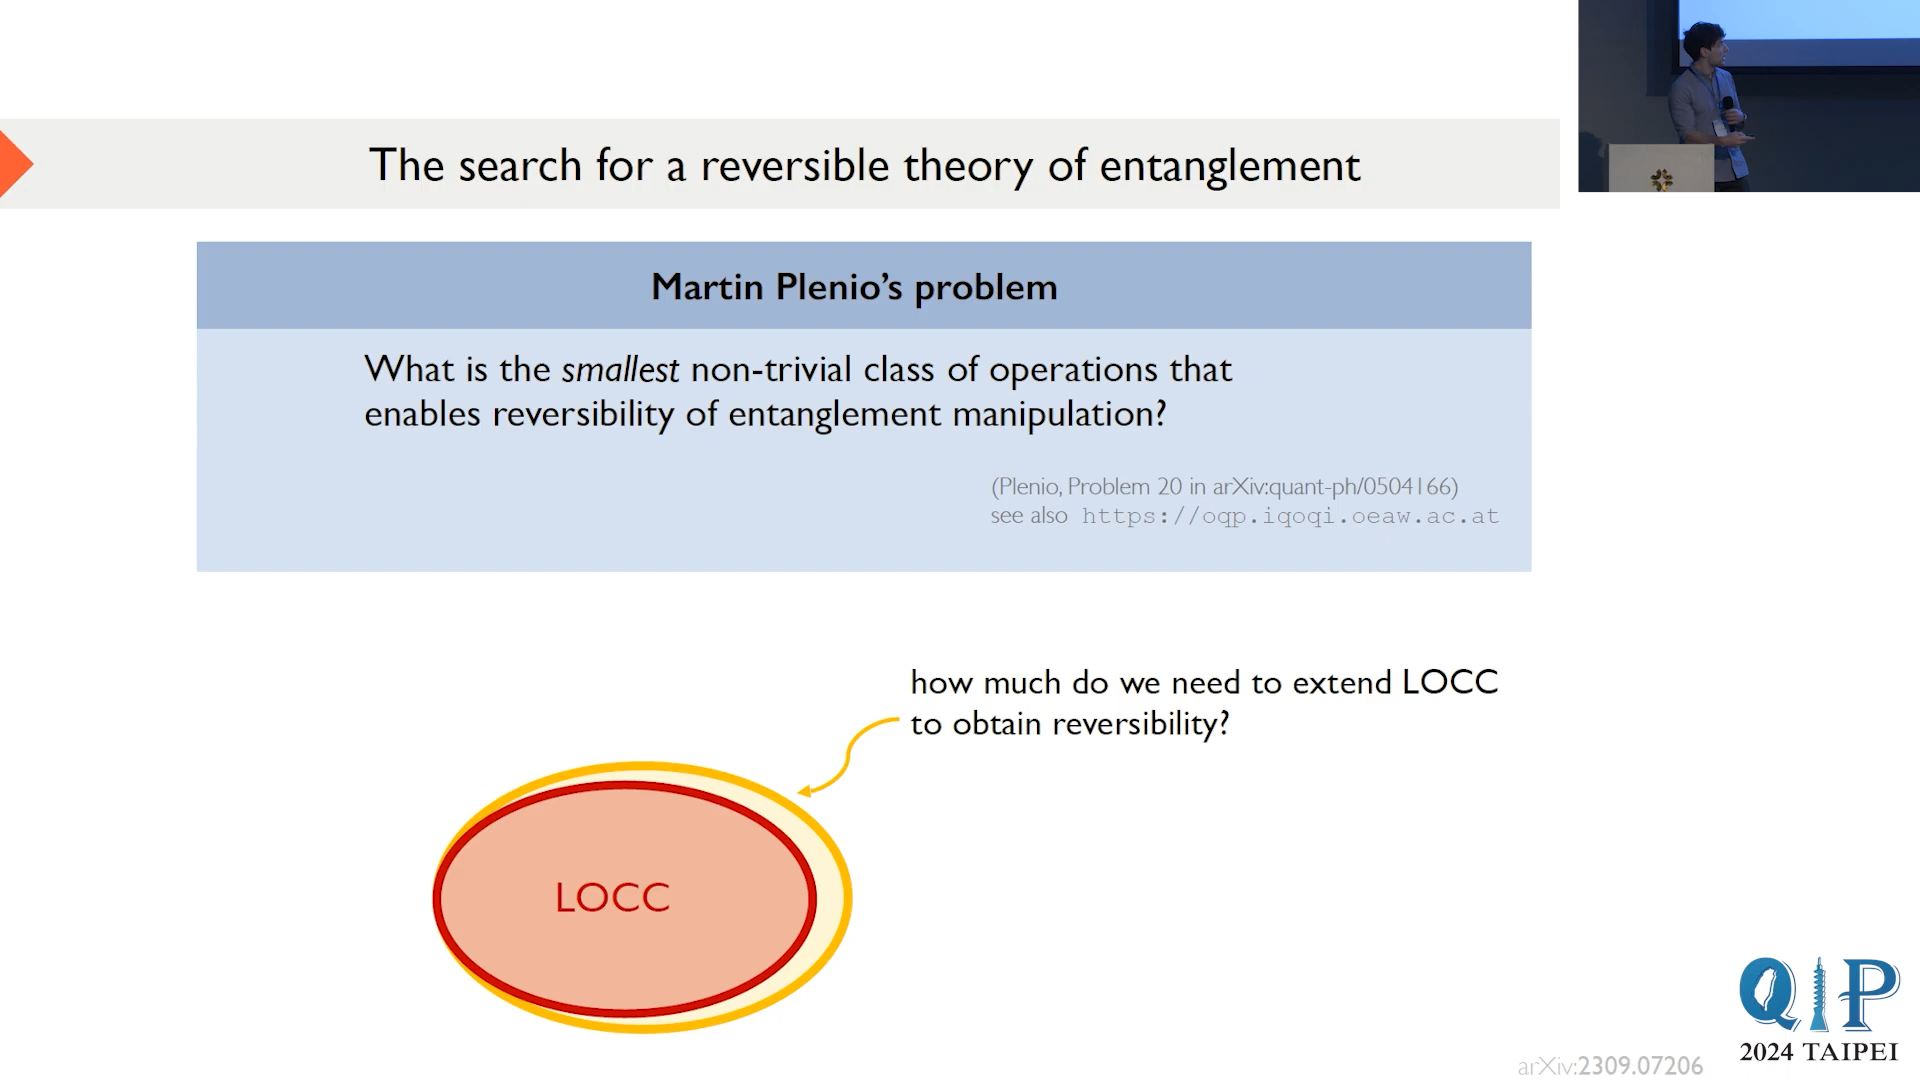 The search for a reversible theory of entanglement
Martin Plenio’s problem
What is the smallest non-trivial class of operations that
enables reversibility of entanglement manipulation?
(Plenio, Problem 20 in arXiv:quant-ph/0504166)
see also https://oqp.iqoqi.oeaw.ac.at
how much do we need to extend LOCC
to obtain reversibility?
LOCC
QIP
2024 TAIPEI
arXiv:2309.07206